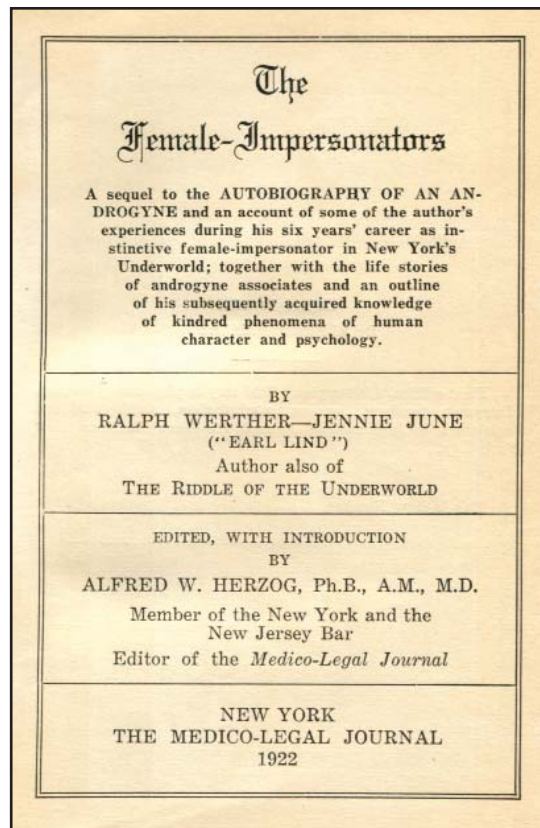 The
Female-Impersonators
A sequel to the AUTOBIOGRAPHY OF AN AN-
DROGYNE and an account of some of the author's
experiences during his six years' career as in-
stinctive female-impersonator in New York's
Underworld; together with the life stories
of androgyne associates and an outline
of his subsequently acquired knowledge
of kindred phenomena of human
character and psychology.
BY
RALPH WERTHER—JENNIE JUNE
("EARL LIND")
Author also of
THE RIDDLE OF THE UNDERWORLD
EDITED, WITH INTRODUCTION
BY
ALFRED W. HERZOG, Ph.B., A.M., M.D.
Member of the New York and the
New Jersey Bar
Editor of the Medico-Legal Journal
NEW YORK
THE MEDICO-LEGAL JOURNAL
1922